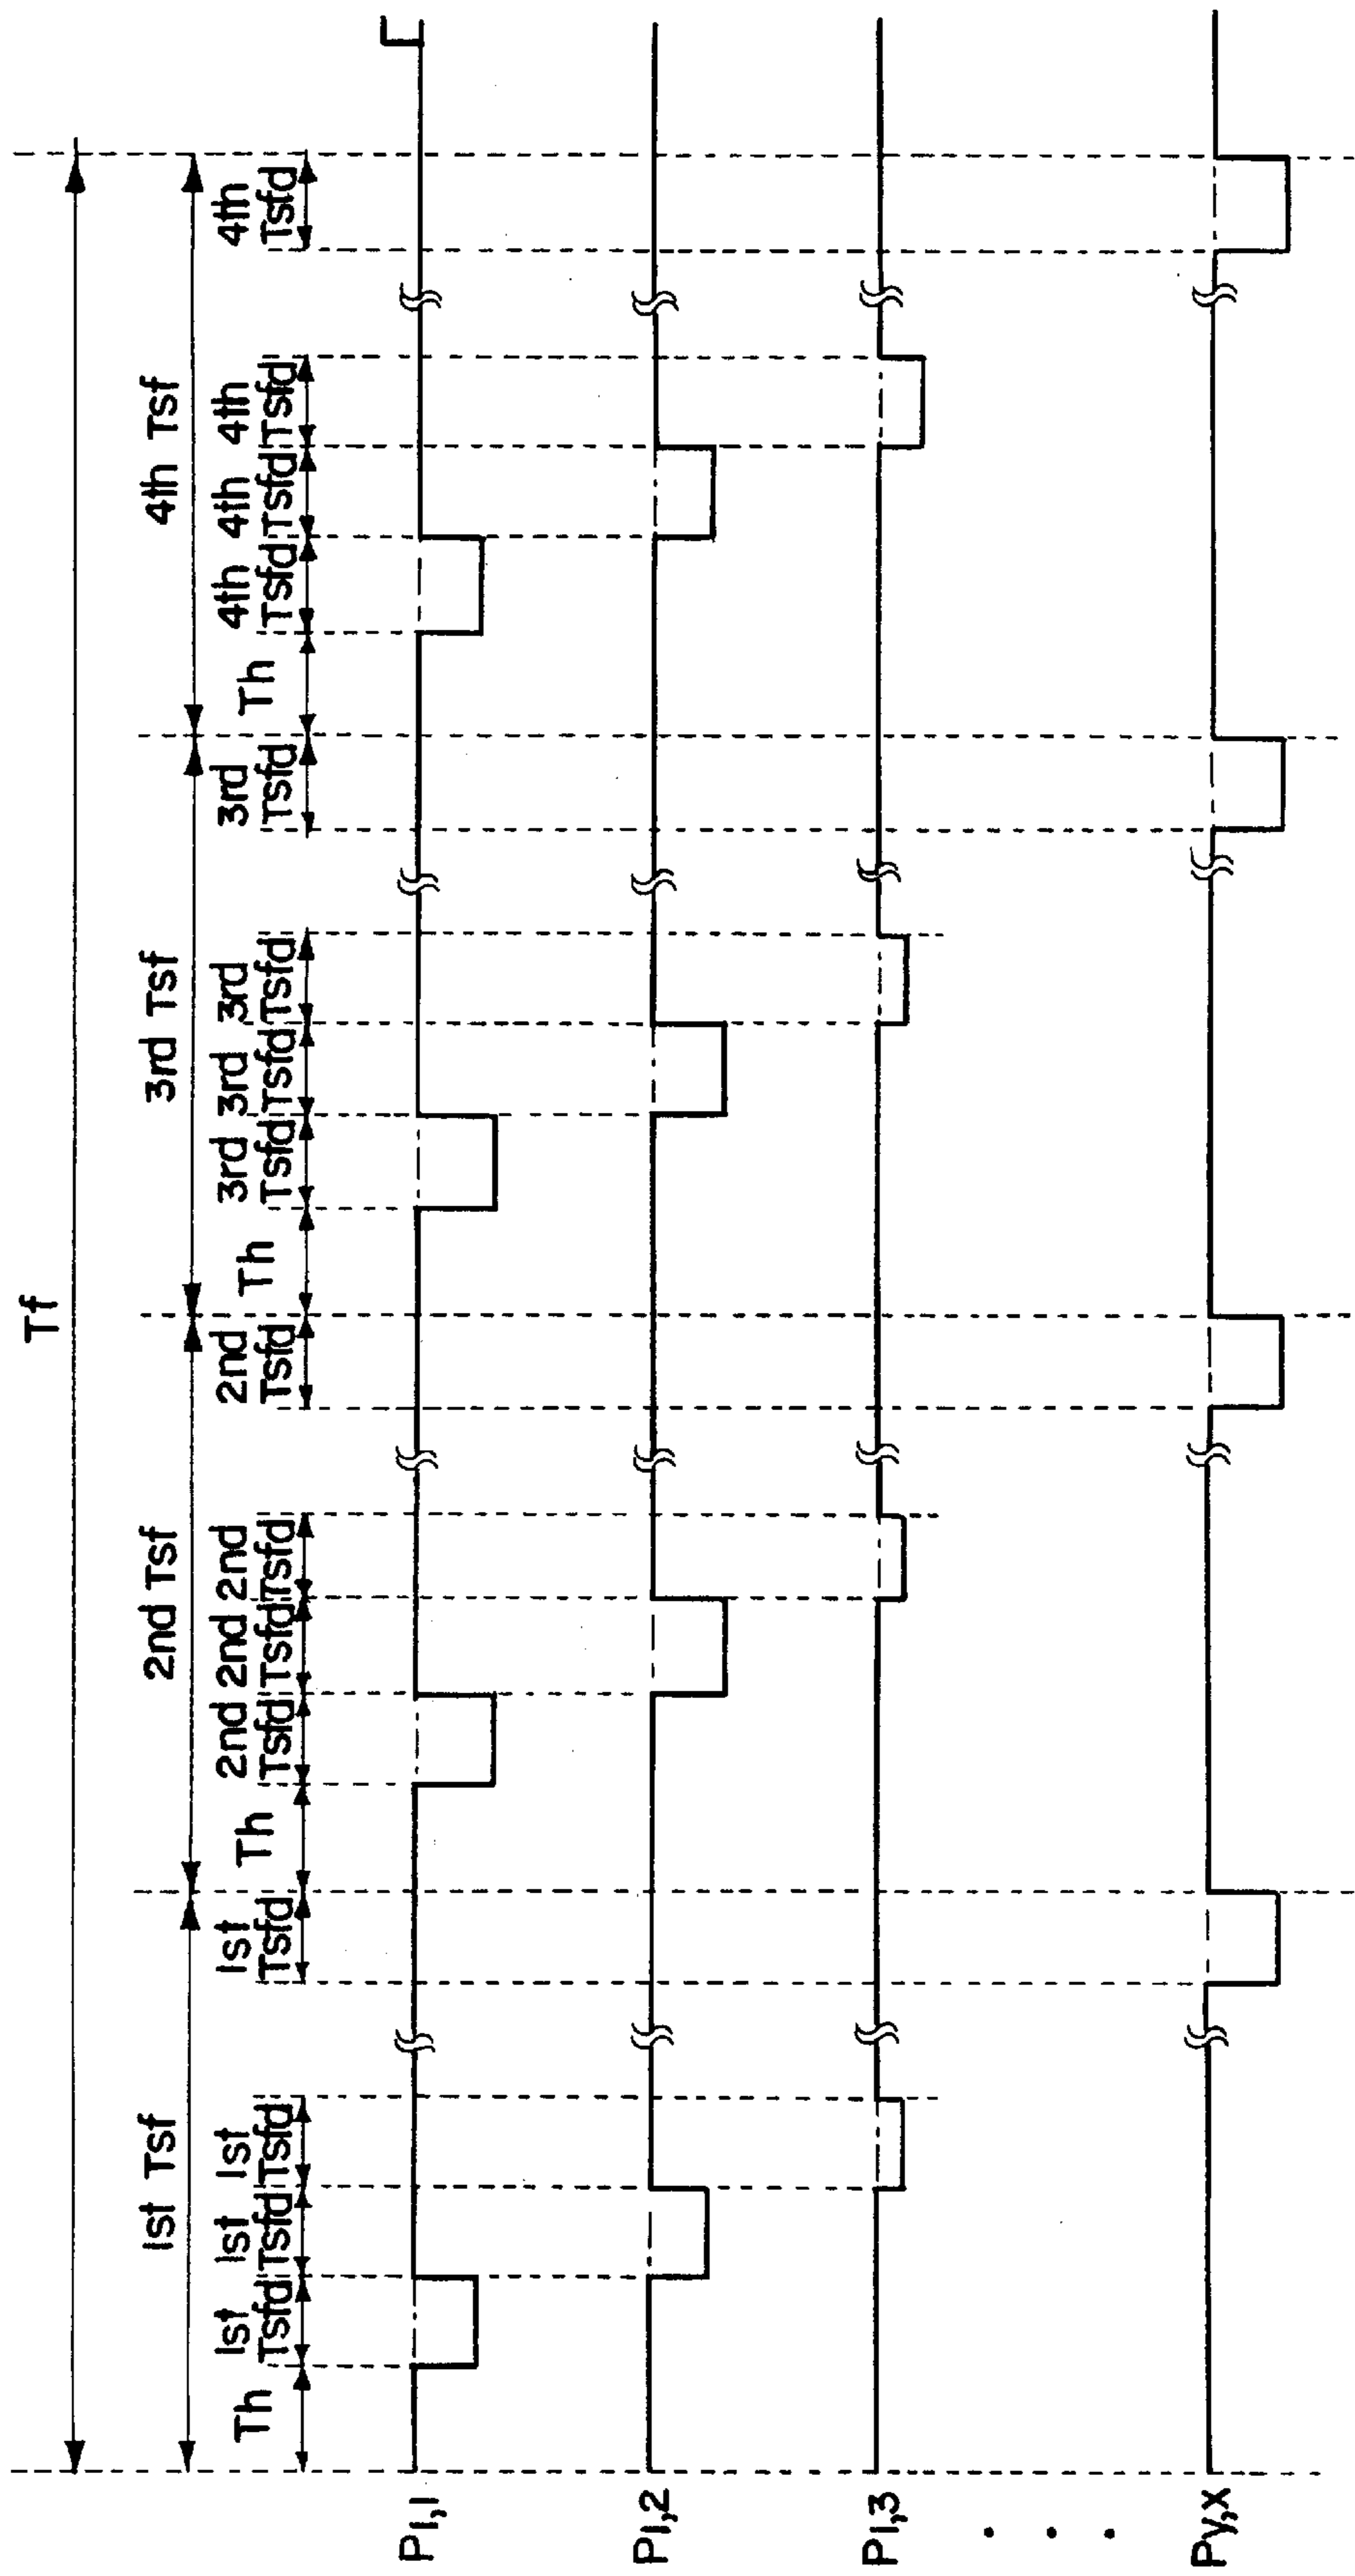 Tf
1st Tsf 2nd Tsf 3rd Tsf 4th Tsf
Th 1st 1st 1st 1st Th 2nd 2nd 2nd 2nd Th 3rd 3rd 3rd 3rd Th 4th 4th 4th 4th
Tsfd Tsfd Tsfd Tsfd Tsfd Tsfd Tsfd Tsfd Tsfd Tsfd Tsfd Tsfd Tsfd Tsfd Tsfd Tsfd
P1,1
P1,2
P1,3
Py,x